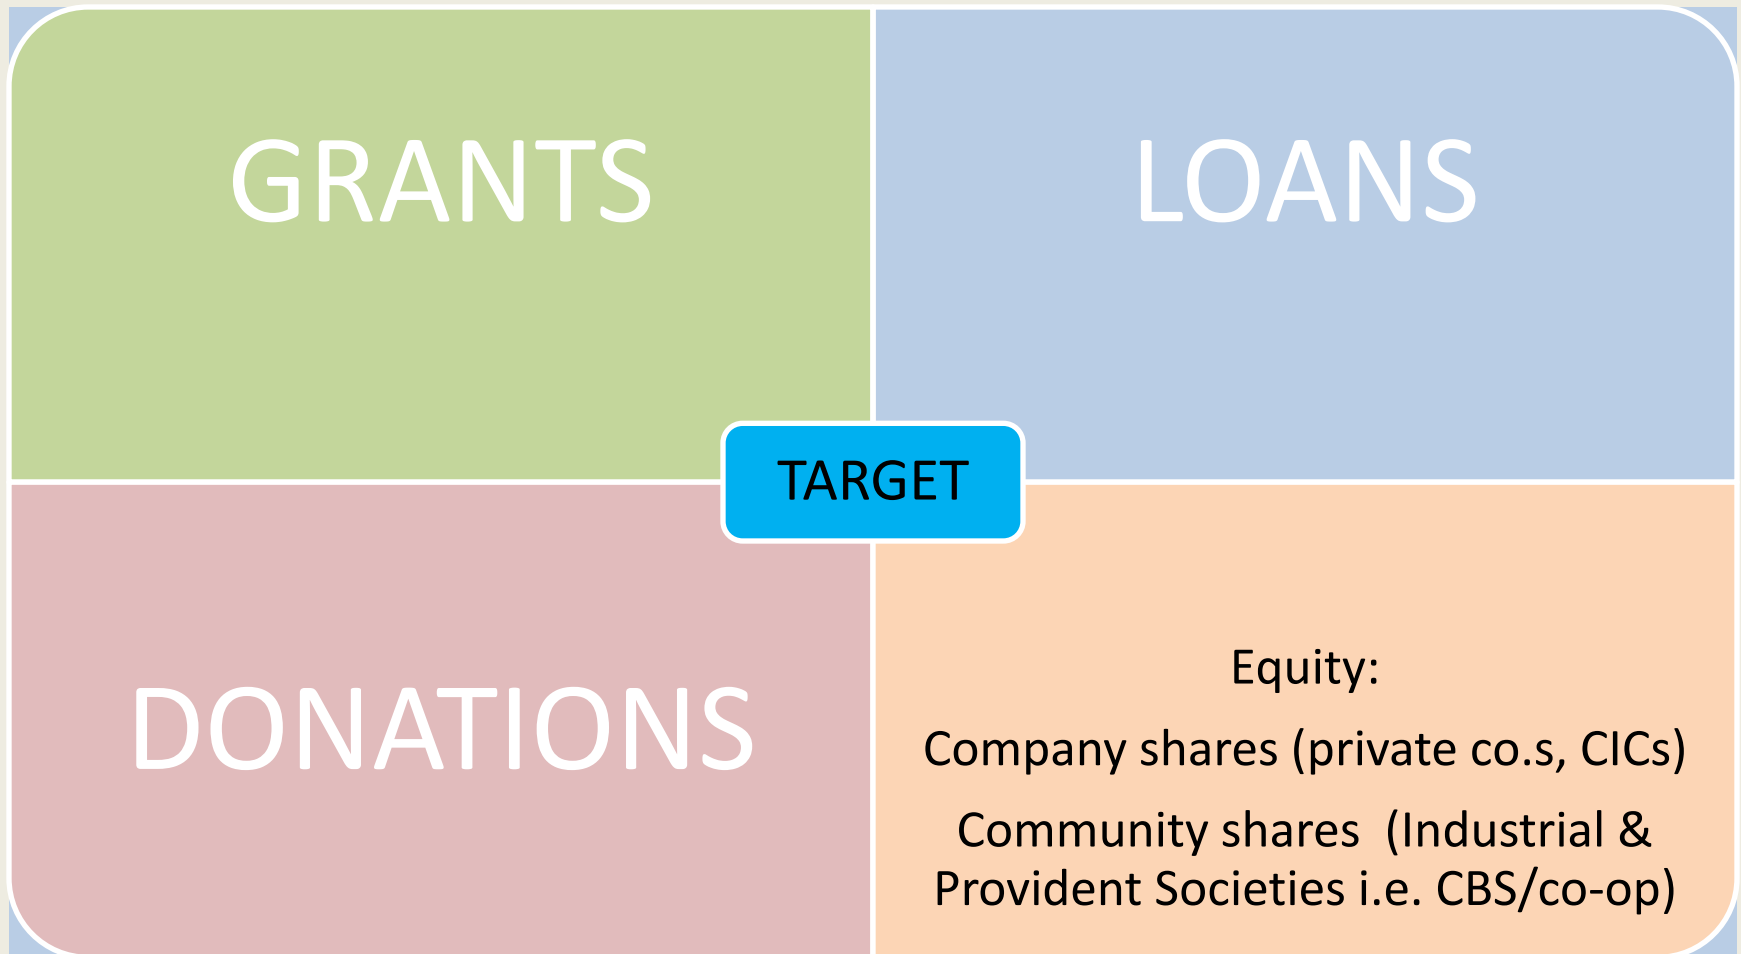 GRANTS
LOANS
TARGET
DONATIONS
Equity:
Company shares (private co.s, CICs)
Community shares (Industrial &
Provident Societies i.e. CBS/co-op)